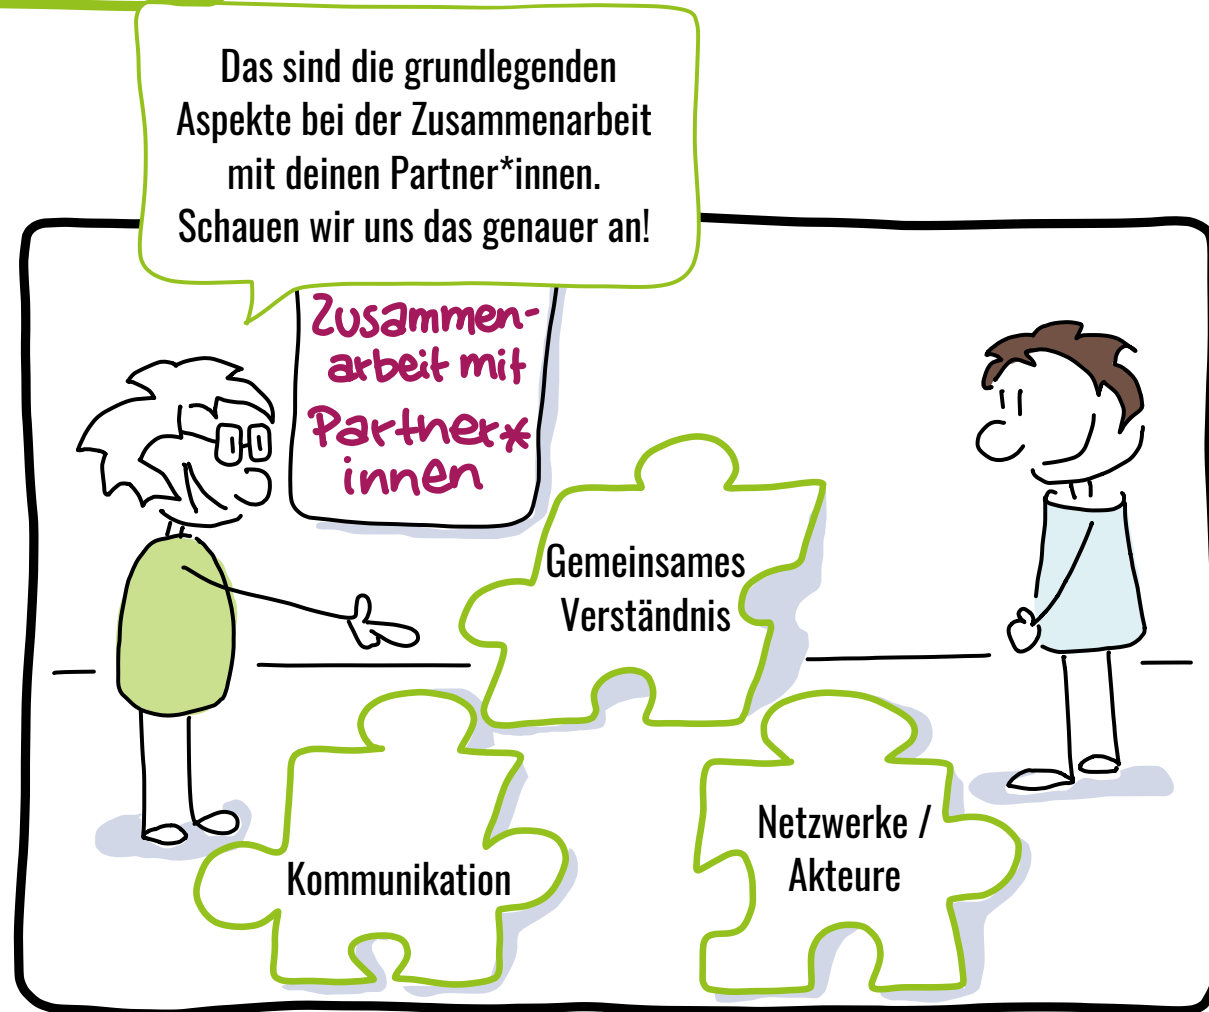 Das sind die grundlegenden
Aspekte bei der Zusammenarbeit
mit deinen Partner*innen.
Schauen wir uns das genauer an!
Zusammen-
arbeit mit
Partner*
innen
Gemeinsames
Verständnis
Kommunikation
Netzwerke /
Akteure